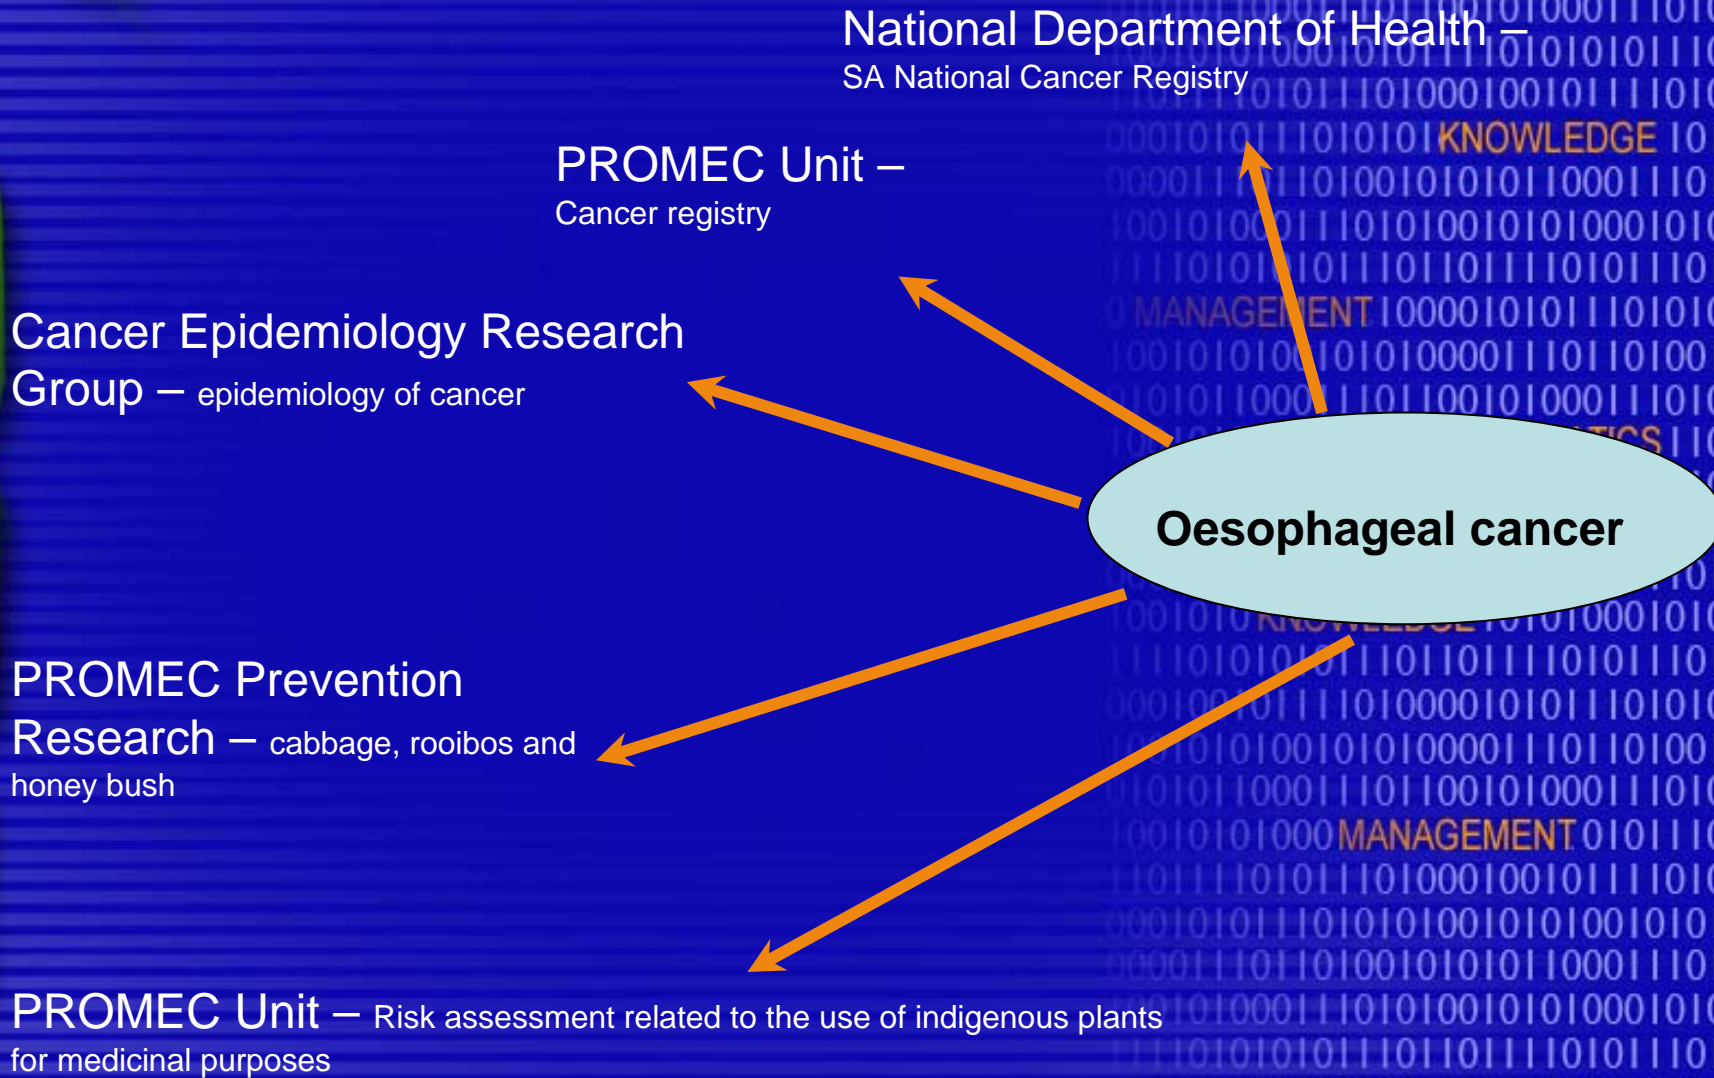 National Department of Health –
SA National Cancer Registry
KNOWLEDGE
PROMEC Unit –
Cancer registry
MANAGEMENT
Cancer Epidemiology Research
Group – epidemiology of cancer
Oesophageal cancer
KNOWLEDGE
PROMEC Prevention
Research – cabbage, rooibos and
honey bush
MANAGEMENT
PROMEC Unit – Risk assessment related to the use of indigenous plants
for medicinal purposes